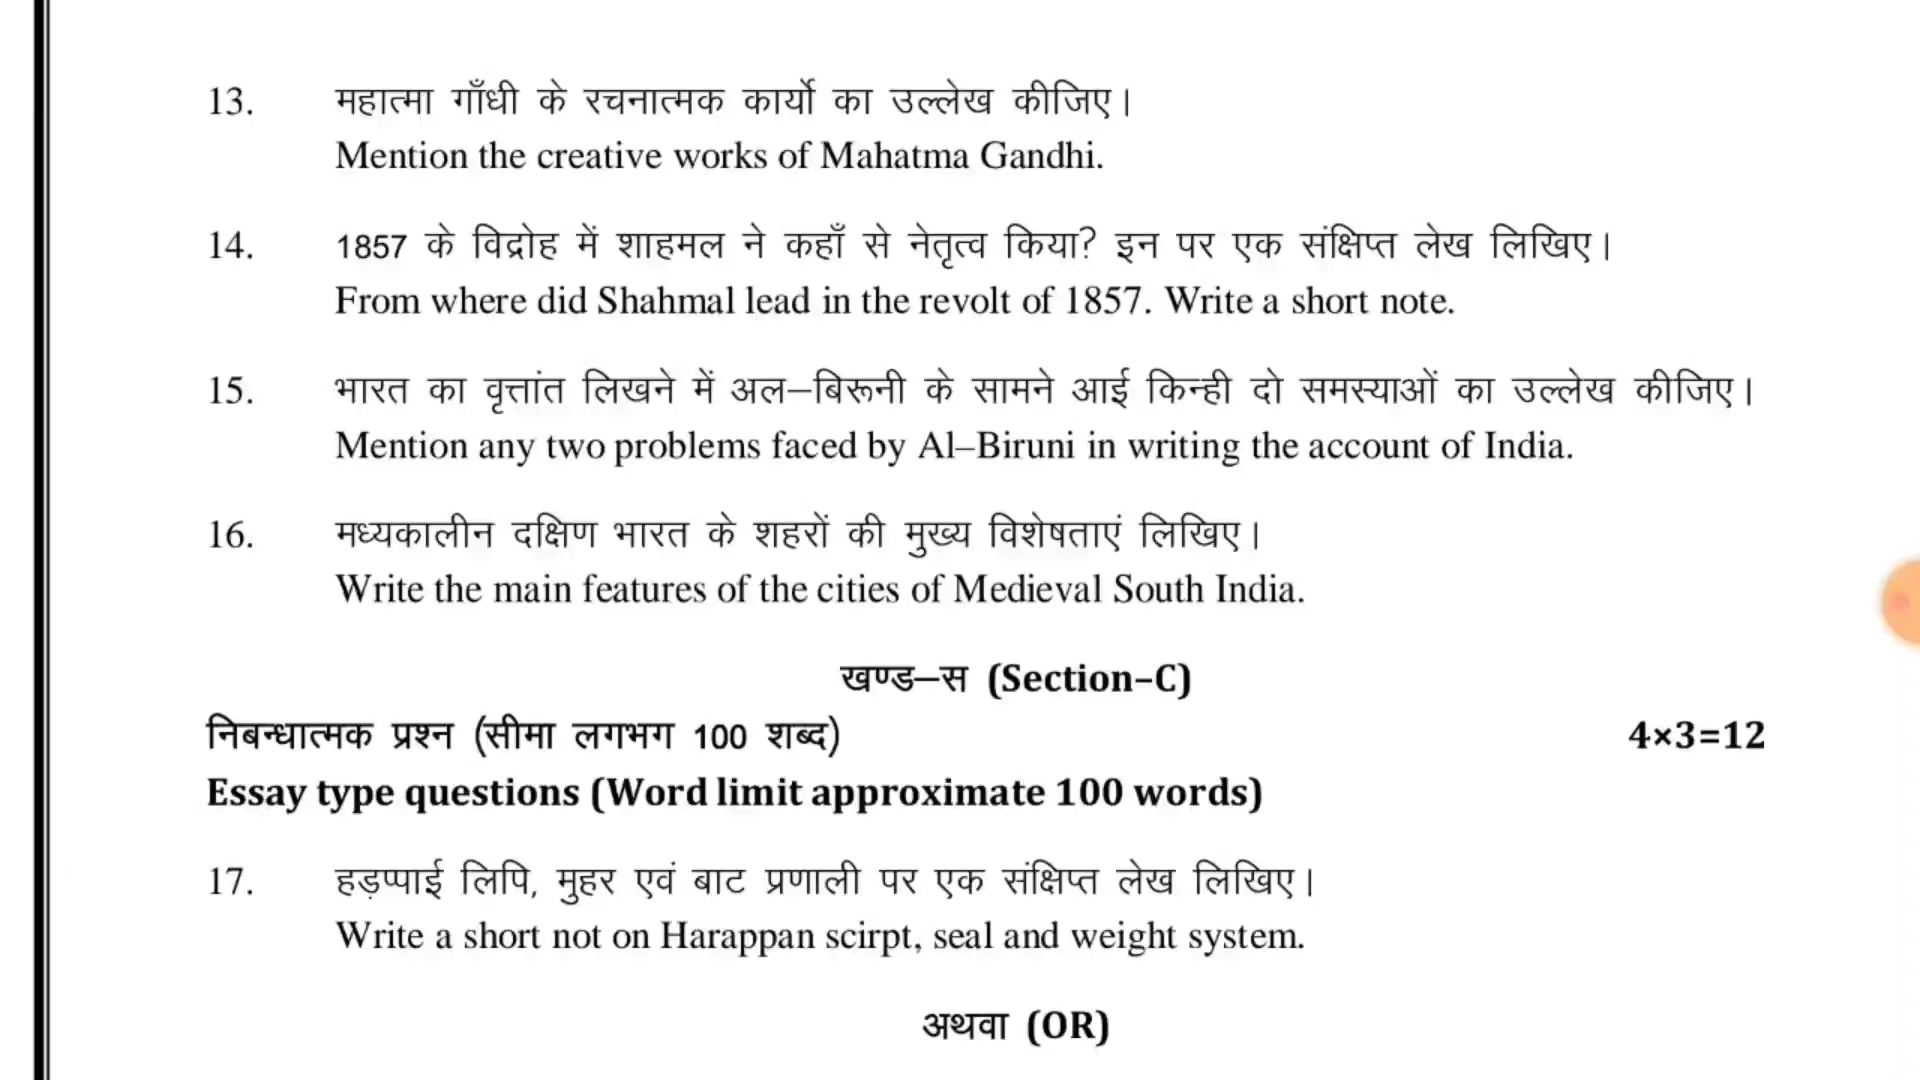 13. महात्मा गाँधी के रचनात्मक कार्यो का उल्लेख कीजिए।
Mention the creative works of Mahatma Gandhi.
14. 1857 के विद्रोह में शाहमल ने कहाँ से नेतृत्व किया? इन पर एक संक्षिप्त लेख लिखिए।
From where did Shahmal lead in the revolt of 1857. Write a short note.
15. भारत का वृत्तांत लिखने में अल–बिरूनी के सामने आई किन्ही दो समस्याओं का उल्लेख कीजिए।
Mention any two problems faced by Al–Biruni in writing the account of India.
16. मध्यकालीन दक्षिण भारत के शहरों की मुख्य विशेषताएं लिखिए।
Write the main features of the cities of Medieval South India.
खण्ड–स (Section–C)
निबन्धात्मक प्रश्न (सीमा लगभग 100 शब्द) 4×3=12
Essay type questions (Word limit approximate 100 words)
17. हड़प्पाई लिपि, मुहर एवं बाट प्रणाली पर एक संक्षिप्त लेख लिखिए।
Write a short not on Harappan scirpt, seal and weight system.
अथवा (OR)